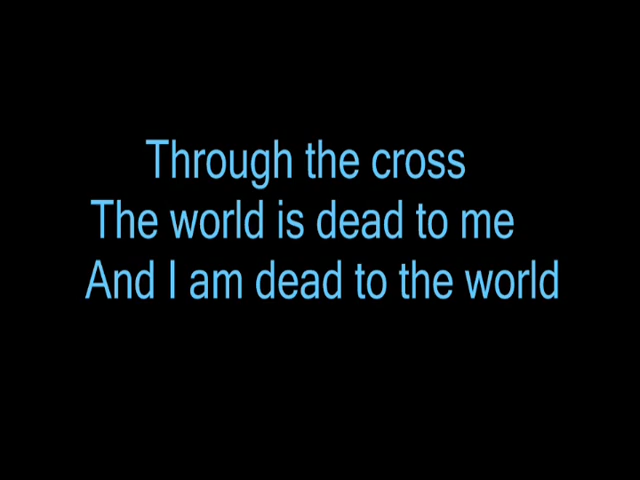 Through the cross
The world is dead to me
And I am dead to the world